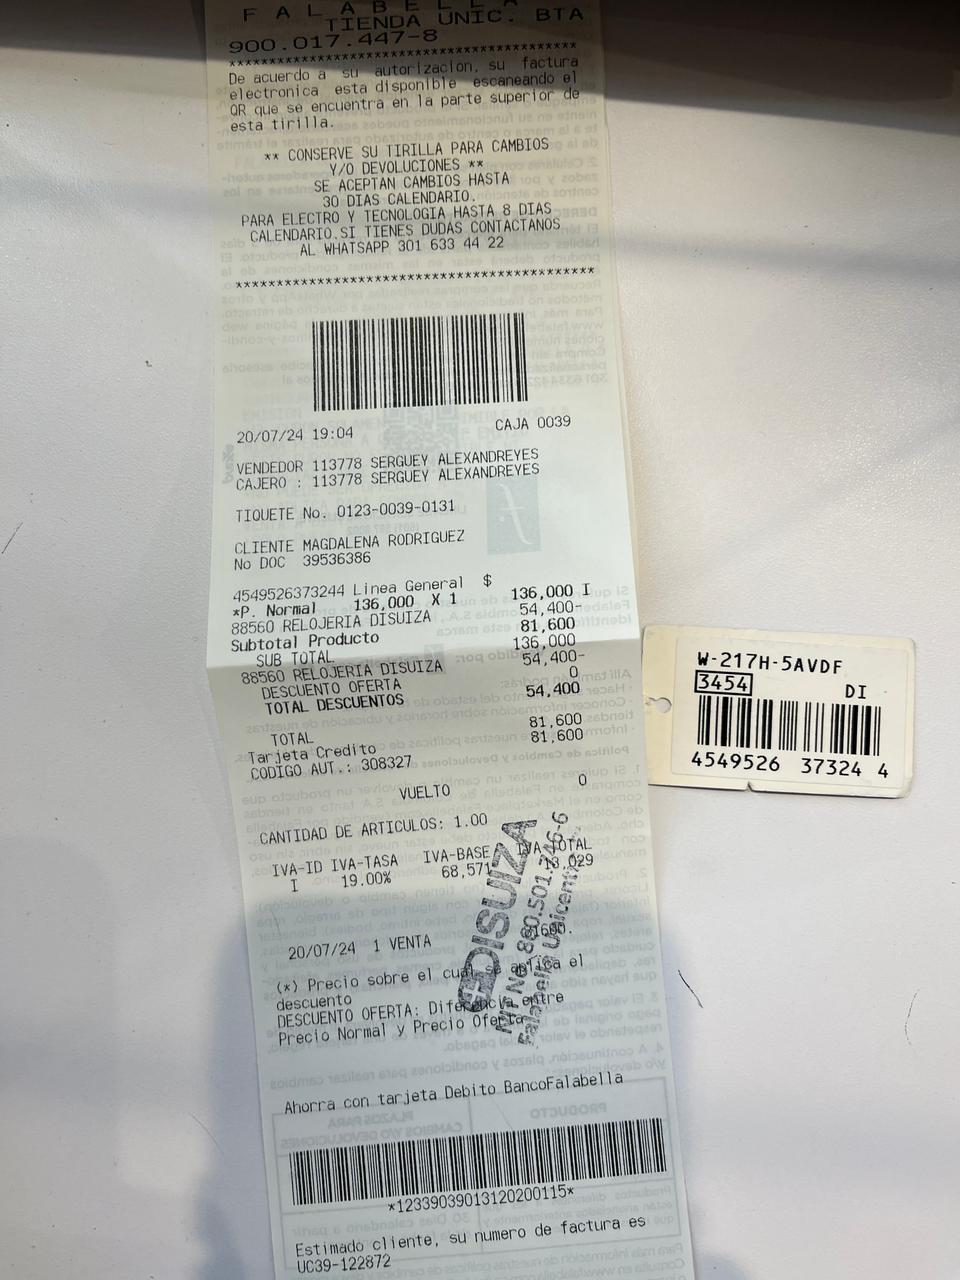 F A L A B E L L A
TIENDA UNIC. BTA
900.017.447-8
****************************************
De acuerdo a su autorizacion, su factura
electronica esta disponible escaneando el
QR que se encuentra en la parte superior de
esta tirilla.
** CONSERVE SU TIRILLA PARA CAMBIOS
Y/O DEVOLUCIONES **
SE ACEPTAN CAMBIOS HASTA
30 DIAS CALENDARIO.
PARA ELECTRO Y TECNOLOGIA HASTA 8 DIAS
CALENDARIO.SI TIENES DUDAS CONTACTANOS
AL WHATSAPP 301 633 44 22
****************************************
20/07/24 19:04 CAJA 0039
VENDEDOR 113778 SERGUEY ALEXANDREYES
CAJERO : 113778 SERGUEY ALEXANDREYES
TIQUETE No. 0123-0039-0131
CLIENTE MAGDALENA RODRIGUEZ
No DOC 39536386
4549526373244 Linea General $
*P. Normal 136,000 X 1 136,000 I
88560 RELOJERIA DISUIZA 54,400-
Subtotal Producto 81,600
SUB TOTAL 136,000
88560 RELOJERIA DISUIZA 54,400-
DESCUENTO OFERTA 0
TOTAL DESCUENTOS 54,400
TOTAL 81,600
Tarjeta Credito 81,600
CODIGO AUT.: 308327
VUELTO 0
CANTIDAD DE ARTICULOS: 1.00
IVA-ID IVA-TASA IVA-BASE IVA-TOTAL
I 19.00% 68,571 13,029
20/07/24 1 VENTA
(*) Precio sobre el cual se aplica el
descuento
DESCUENTO OFERTA: Diferencia entre
Precio Normal y Precio Oferta
DISUIZA
Falabella Unicentro
Ahorra con tarjeta Debito BancoFalabella
*12339039013120200115*
Estimado cliente, su numero de factura es
UC39-122872
W-217H-5AVDF
3454 DI
4549526 37324 4